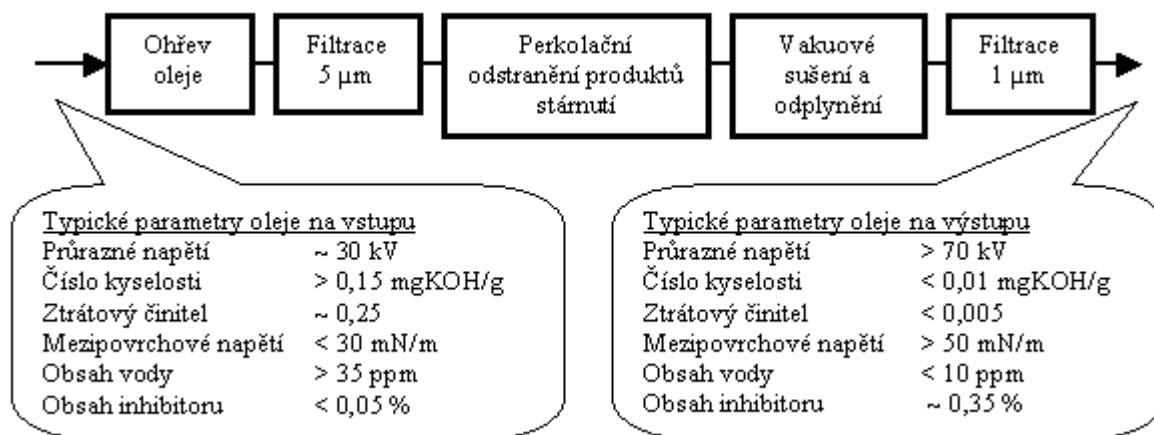 Ohřev
oleje
Filtrace
5 μm
Perkolační
odstranění produktů
stárnutí
Vakuové
sušení a
odplynění
Filtrace
1 μm
Typické parametry oleje na vstupu
Průrazné napětí ~ 30 kV
Číslo kyselosti > 0,15 mgKOH/g
Ztrátový činitel ~ 0,25
Mezipovrchové napětí < 30 mN/m
Obsah vody > 35 ppm
Obsah inhibitoru < 0,05 %
Typické parametry oleje na výstupu
Průrazné napětí > 70 kV
Číslo kyselosti < 0,01 mgKOH/g
Ztrátový činitel < 0,005
Mezipovrchové napětí > 50 mN/m
Obsah vody < 10 ppm
Obsah inhibitoru ~ 0,35 %